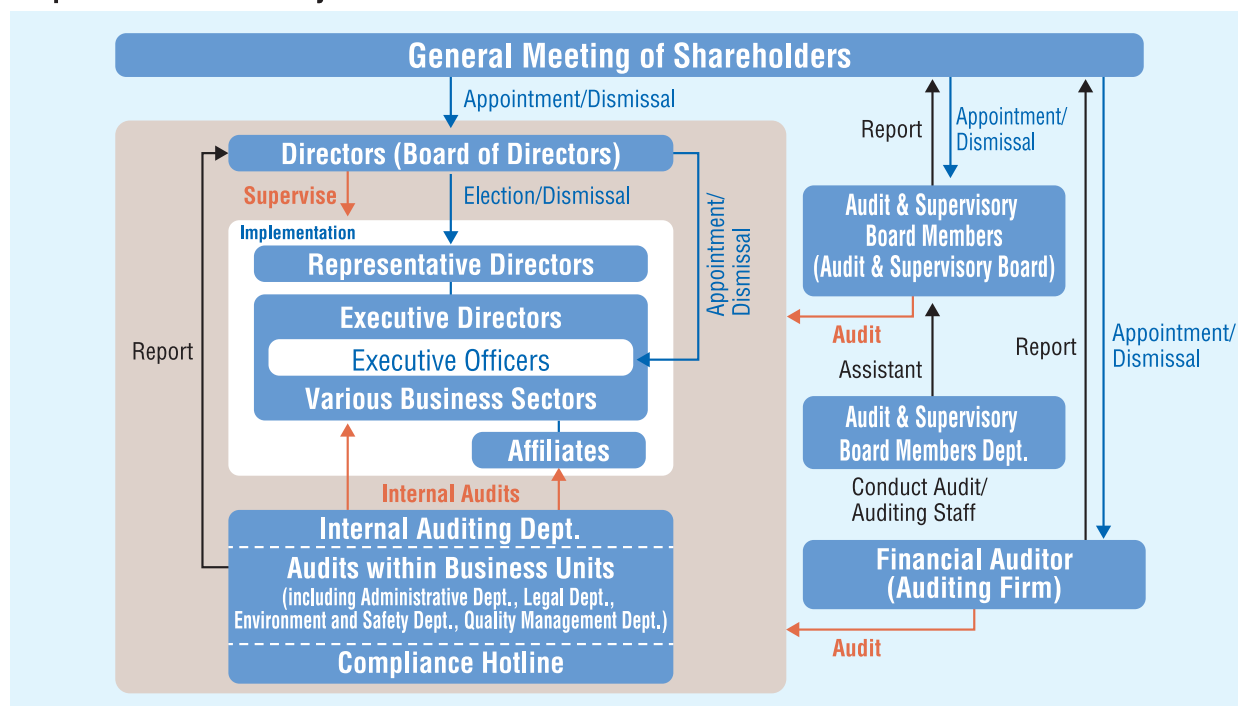 General Meeting of Shareholders
Appointment/Dismissal
Directors (Board of Directors)
Supervise
Election/Dismissal
Appointment/
Dismissal
Implementation
Representative Directors
Executive Directors
Executive Officers
Various Business Sectors
Affiliates
Report
Internal Audits
Internal Auditing Dept.
Audits within Business Units
(including Administrative Dept., Legal Dept.,
Environment and Safety Dept., Quality Management Dept.)
Compliance Hotline
Report
Appointment/
Dismissal
Audit & Supervisory
Board Members
(Audit & Supervisory Board)
Audit
Assistant
Report
Appointment/
Dismissal
Audit & Supervisory
Board Members Dept.
Conduct Audit/
Auditing Staff
Financial Auditor
(Auditing Firm)
Audit